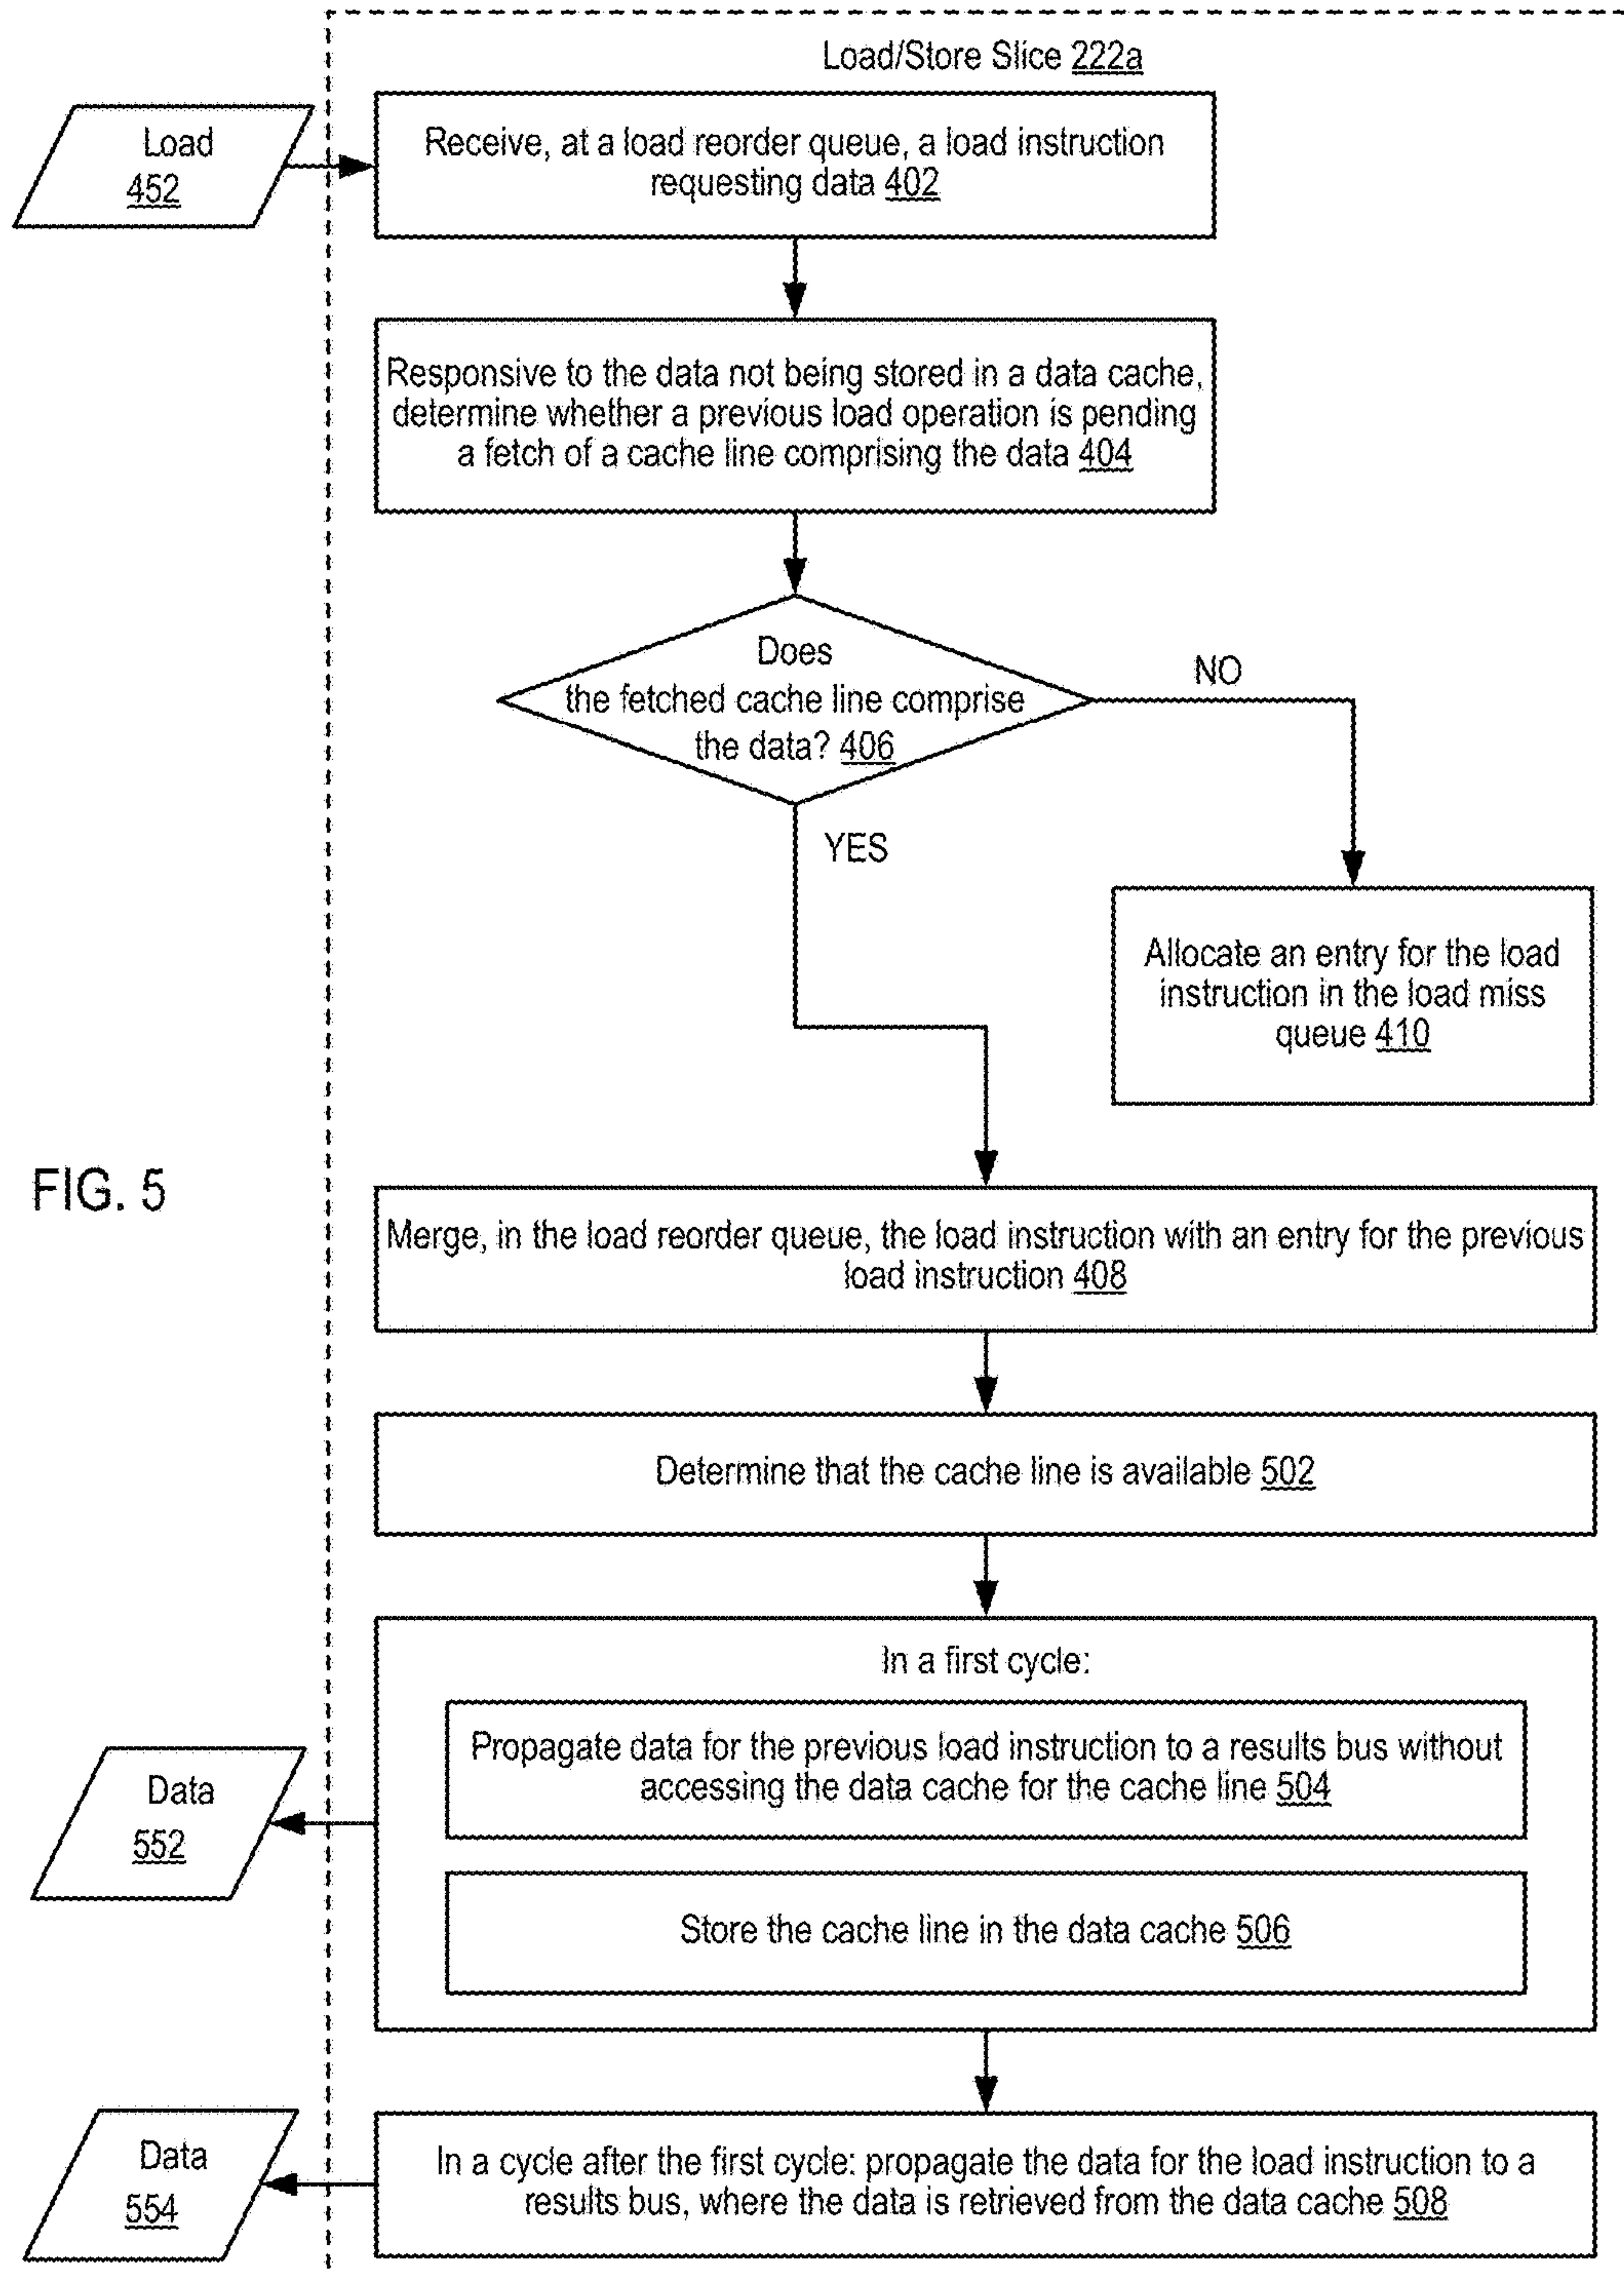 Load/Store Slice 222a
Load
452
Receive, at a load reorder queue, a load instruction
requesting data 402
Responsive to the data not being stored in a data cache,
determine whether a previous load operation is pending
a fetch of a cache line comprising the data 404
Does
the fetched cache line comprise
the data? 406
NO
YES
Allocate an entry for the load
instruction in the load miss
queue 410
FIG. 5
Merge, in the load reorder queue, the load instruction with an entry for the previous
load instruction 408
Determine that the cache line is available 502
In a first cycle:
Propagate data for the previous load instruction to a results bus without
accessing the data cache for the cache line 504
Data
552
Store the cache line in the data cache 506
Data
554
In a cycle after the first cycle: propagate the data for the load instruction to a
results bus, where the data is retrieved from the data cache 508